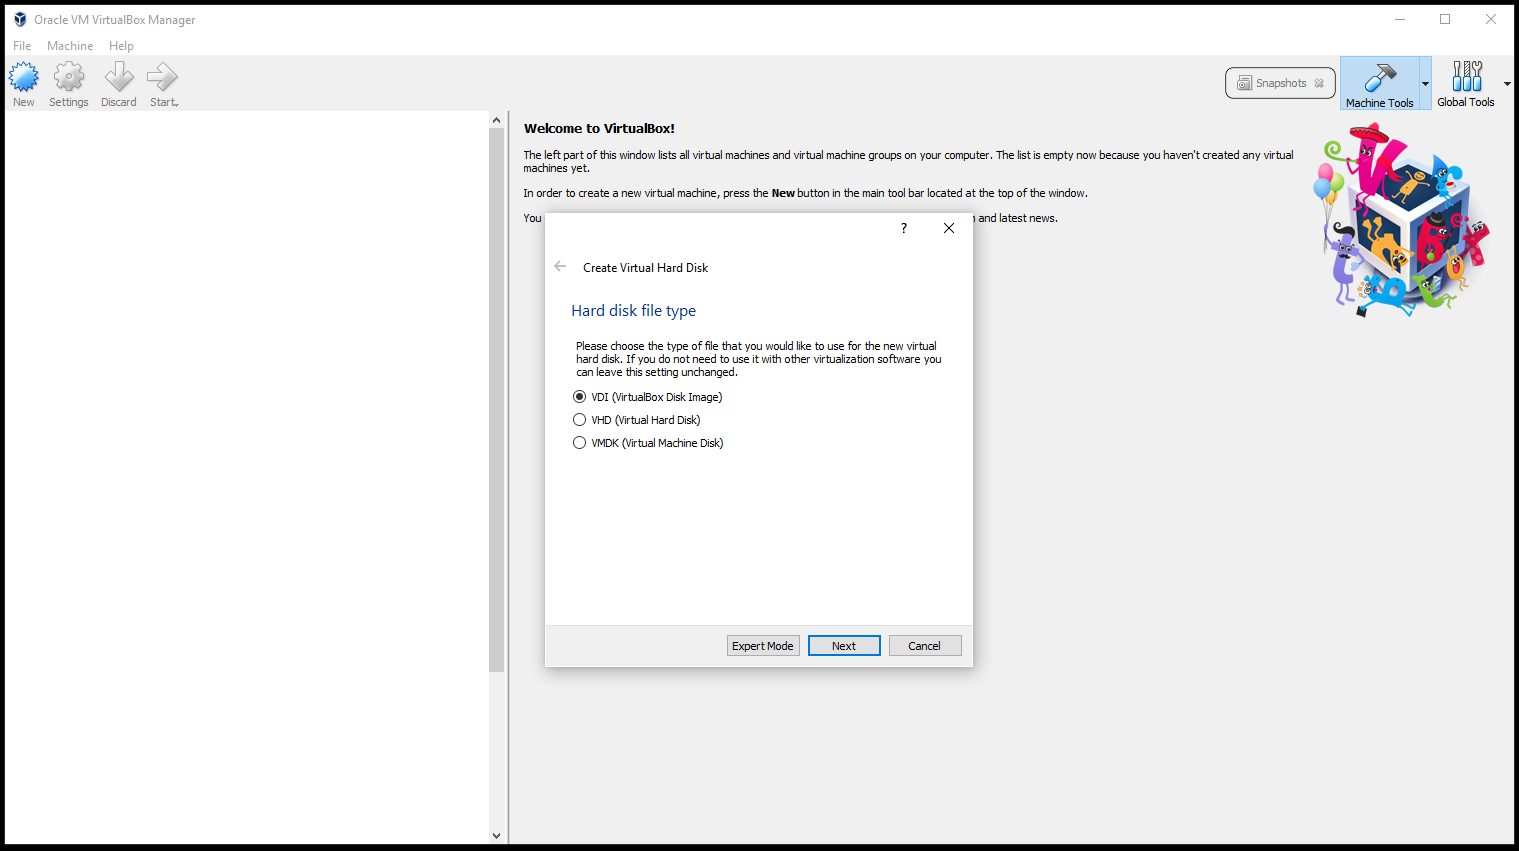 Oracle VM VirtualBox Manager
File Machine Help
New Settings Discard Start
Snapshots Machine Tools Global Tools
Welcome to VirtualBox!
The left part of this window lists all virtual machines and virtual machine groups on your computer. The list is empty now because you haven't created any virtual
machines yet.
In order to create a new virtual machine, press the New button in the main tool bar located at the top of the window.
You and latest news.
?
Create Virtual Hard Disk
Hard disk file type
Please choose the type of file that you would like to use for the new virtual
hard disk. If you do not need to use it with other virtualization software you
can leave this setting unchanged.
VDI (VirtualBox Disk Image)
VHD (Virtual Hard Disk)
VMDK (Virtual Machine Disk)
Expert Mode Next Cancel